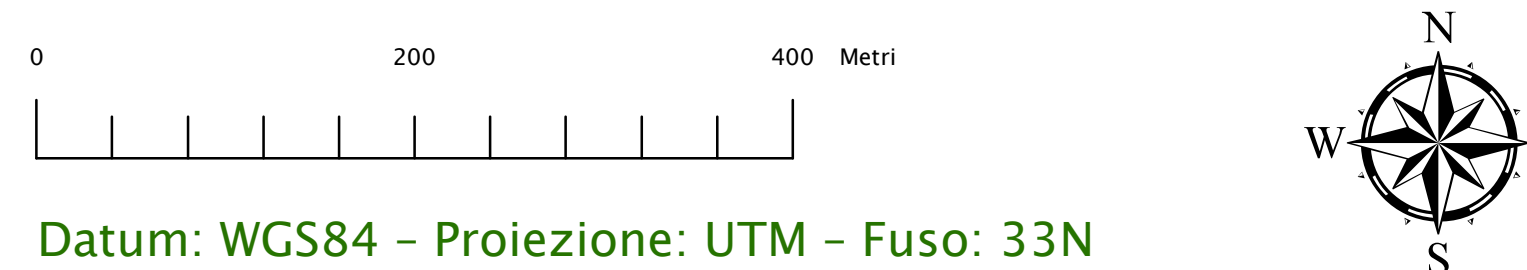 0 200 400 Metri
N
W
S
Datum: WGS84 – Proiezione: UTM – Fuso: 33N